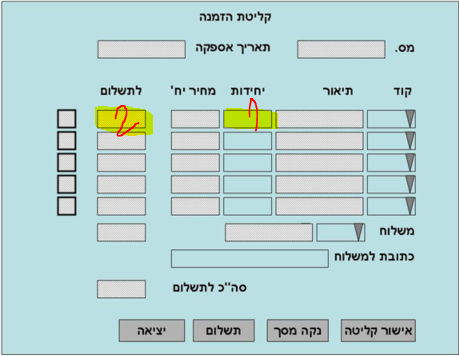 קליטת הזמנה
מס. תאריך אספקה
קוד תיאור יחידות מחיר יח' לתשלום
1 2
משלוח
כתובת למשלוח
סה"כ לתשלום
אישור קליטה נקה מסך תשלום יציאה